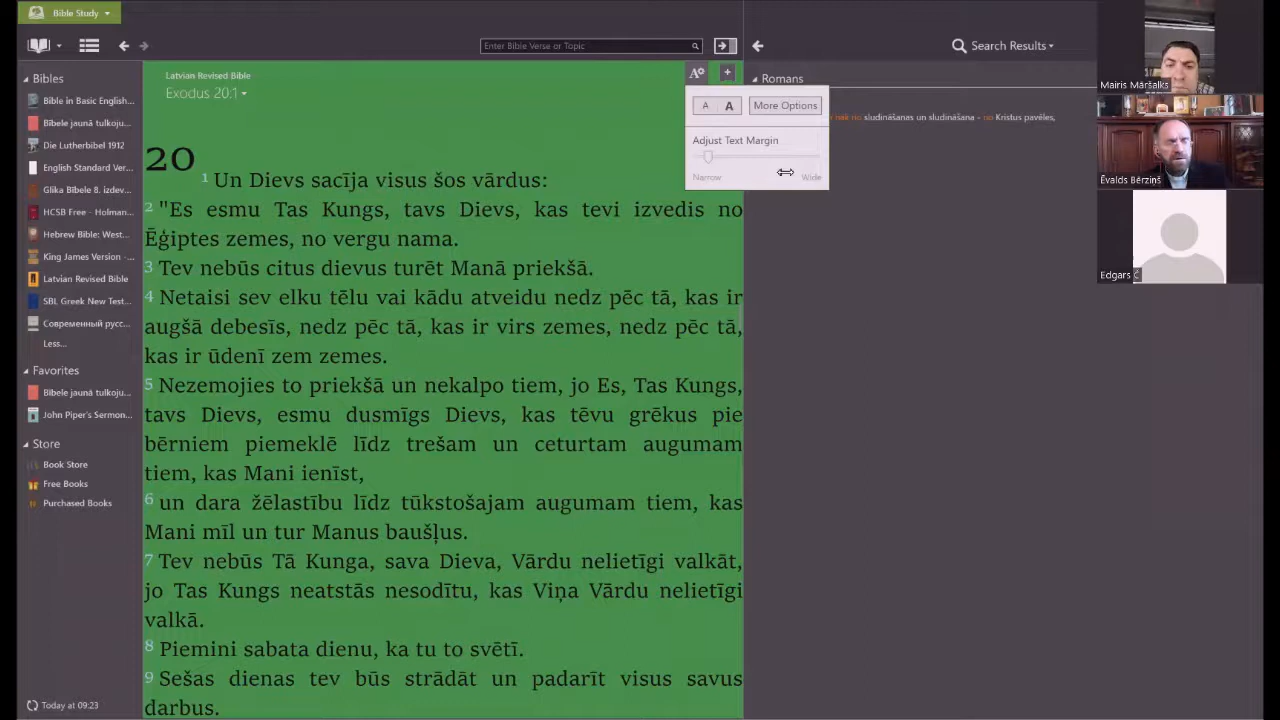 Bible Study
Enter Bible Verse or Topic
Search Results
Bibles
Bible in Basic English...
Bībele jaunā tulkoju...
Die Lutherbibel 1912
English Standard Ver...
Glika Bībele 8. izdev...
HCSB Free - Holman...
Hebrew Bible: West...
King James Version -...
Latvian Revised Bible
SBL Greek New Test...
Современный русс...
Less...
Favorites
Bībele jaunā tulkoju...
John Piper's Sermon...
Store
Book Store
Free Books
Purchased Books
Today at 09:23
Latvian Revised Bible
Exodus 20:1
20
1 Un Dievs sacīja visus šos vārdus:
2 "Es esmu Tas Kungs, tavs Dievs, kas tevi izvedis no
Ēģiptes zemes, no vergu nama.
3 Tev nebūs citus dievus turēt Manā priekšā.
4 Netaisi sev elku tēlu vai kādu atveidu nedz pēc tā, kas ir
augšā debesīs, nedz pēc tā, kas ir virs zemes, nedz pēc tā,
kas ir ūdenī zem zemes.
5 Nezemojies to priekšā un nekalpo tiem, jo Es, Tas Kungs,
tavs Dievs, esmu dusmīgs Dievs, kas tēvu grēkus pie
bērniem piemeklē līdz trešam un ceturtam augumam
tiem, kas Mani ienīst,
6 un dara žēlastību līdz tūkstošajam augumam tiem, kas
Mani mīl un tur Manus baušļus.
7 Tev nebūs Tā Kunga, sava Dieva, Vārdu nelietīgi valkāt,
jo Tas Kungs neatstās nesodītu, kas Viņa Vārdu nelietīgi
valkā.
8 Piemini sabata dienu, ka tu to svētī.
9 Sešas dienas tev būs strādāt un padarīt visus savus
darbus.
A A More Options
Adjust Text Margin
Narrow Wide
Romans
nāk no sludināšanas un sludināšana - no Kristus pavēles,
Mairis Māršalks
Ēvalds Bērziņš
Edgars Č